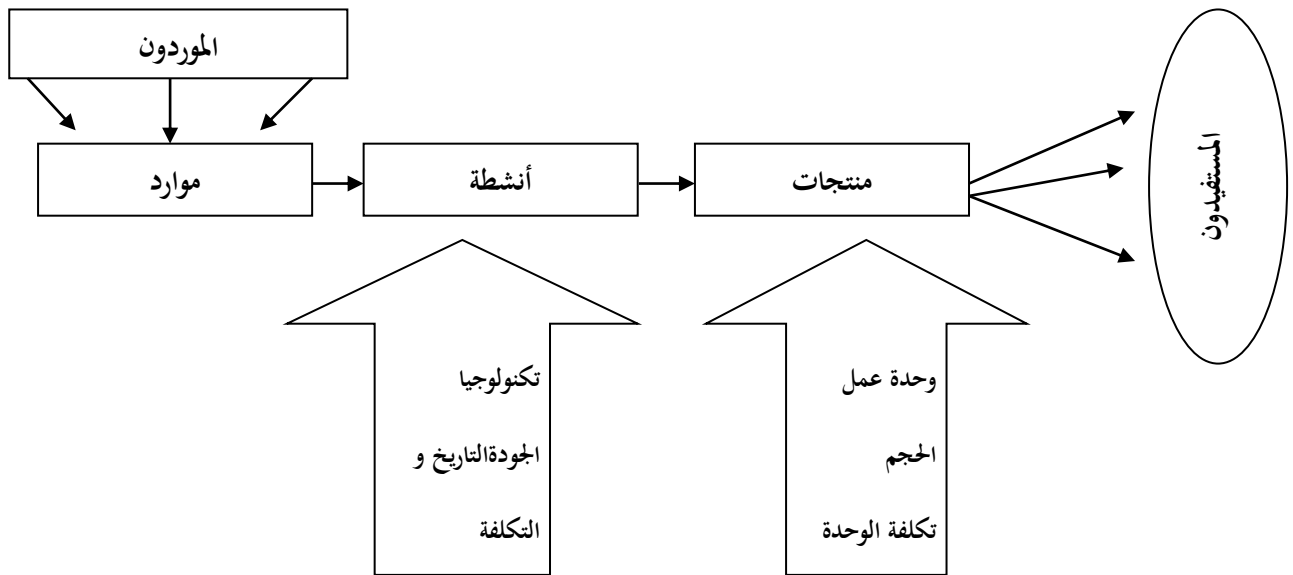 الموردون
موارد
أنشطة
منتجات
المستفيدون
تكنولوجيا
الجودةالتاريخ و
التكلفة
وحدة عمل
الحجم
تكلفة الوحدة